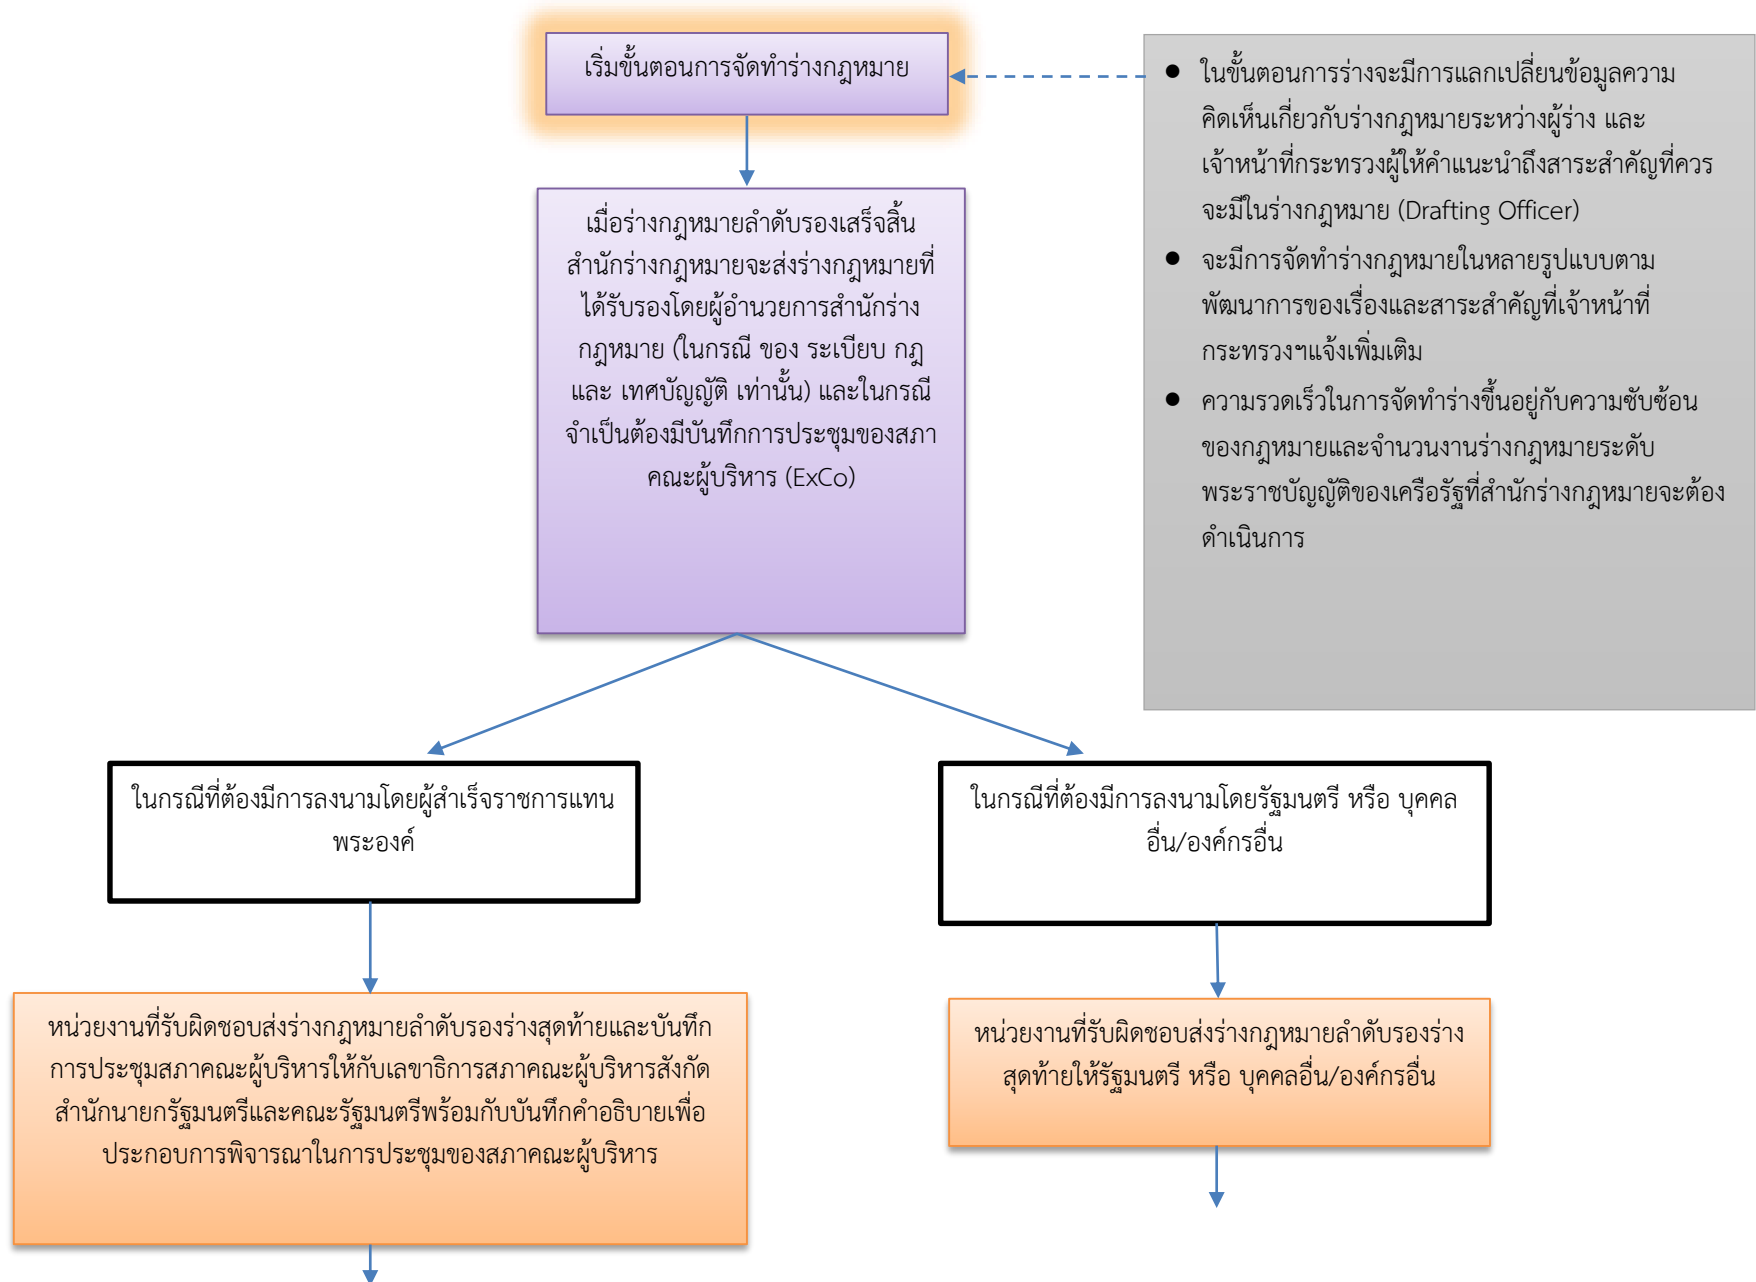 เริ่มขั้นตอนการจัดทำร่างกฎหมาย
● ในขั้นตอนการร่างจะมีการแลกเปลี่ยนข้อมูลความ
คิดเห็นเกี่ยวกับร่างกฎหมายระหว่างผู้ร่าง และ
เจ้าหน้าที่กระทรวงผู้ให้คำแนะนำถึงสาระสำคัญที่ควร
จะมีในร่างกฎหมาย (Drafting Officer)
● จะมีการจัดทำร่างกฎหมายในหลายรูปแบบตาม
พัฒนาการของเรื่องและสาระสำคัญที่เจ้าหน้าที่
กระทรวงฯแจ้งเพิ่มเติม
● ความรวดเร็วในการจัดทำร่างขึ้นอยู่กับความซับซ้อน
ของกฎหมายและจำนวนงานร่างกฎหมายระดับ
พระราชบัญญัติของเครือรัฐที่สำนักร่างกฎหมายจะต้อง
ดำเนินการ
เมื่อร่างกฎหมายลำดับรองเสร็จสิ้น
สำนักร่างกฎหมายจะส่งร่างกฎหมายที่
ได้รับรองโดยผู้อำนวยการสำนักร่าง
กฎหมาย (ในกรณี ของ ระเบียบ กฎ
และ เทศบัญญัติ เท่านั้น) และในกรณี
จำเป็นต้องมีบันทึกการประชุมของสภา
คณะผู้บริหาร (ExCo)
ในกรณีที่ต้องมีการลงนามโดยผู้สำเร็จราชการแทน
พระองค์
ในกรณีที่ต้องมีการลงนามโดยรัฐมนตรี หรือ บุคคล
อื่น/องค์กรอื่น
หน่วยงานที่รับผิดชอบส่งร่างกฎหมายลำดับรองร่างสุดท้ายและบันทึก
การประชุมสภาคณะผู้บริหารให้กับเลขาธิการสภาคณะผู้บริหารสังกัด
สำนักนายกรัฐมนตรีและคณะรัฐมนตรีพร้อมกับบันทึกคำอธิบายเพื่อ
ประกอบการพิจารณาในการประชุมของสภาคณะผู้บริหาร
หน่วยงานที่รับผิดชอบส่งร่างกฎหมายลำดับรองร่าง
สุดท้ายให้รัฐมนตรี หรือ บุคคลอื่น/องค์กรอื่น